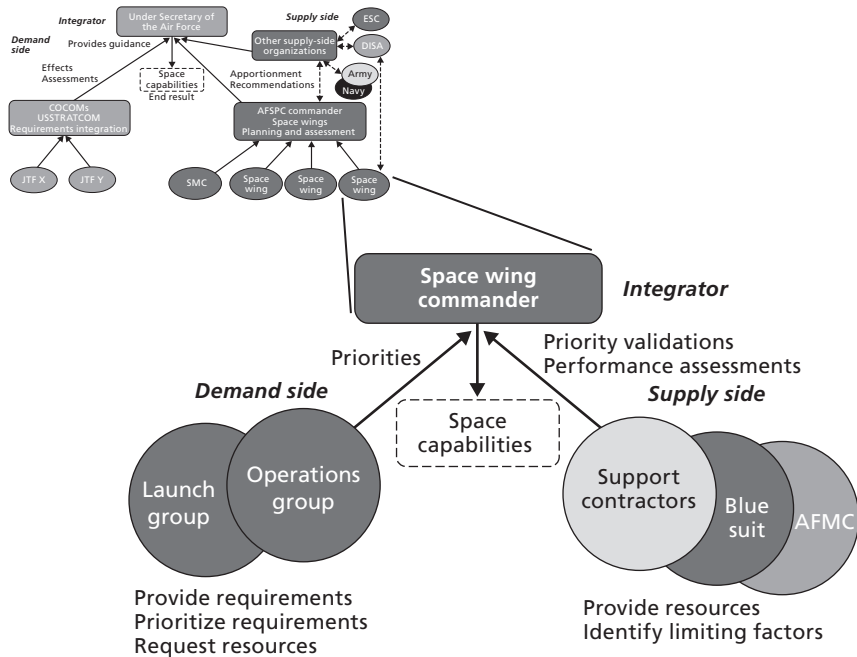 Under Secretary of
the Air Force
Integrator
Supply side
ESC
Demand
side
Provides guidance
Other supply-side
organizations
DISA
Effects
Assessments
Space
capabilities
End result
Apportionment
Recommendations
Army
Navy
COCOMs
USSTRATCOM
Requirements integration
AFSPC commander
Space wings
Planning and assessment
JTF X
JTF Y
SMC
Space
wing
Space
wing
Space
wing
Space wing
commander
Integrator
Priorities
Priority validations
Performance assessments
Demand side
Supply side
Space
capabilities
Launch
group
Operations
group
Support
contractors
Blue
suit
AFMC
Provide requirements
Prioritize requirements
Request resources
Provide resources
Identify limiting factors